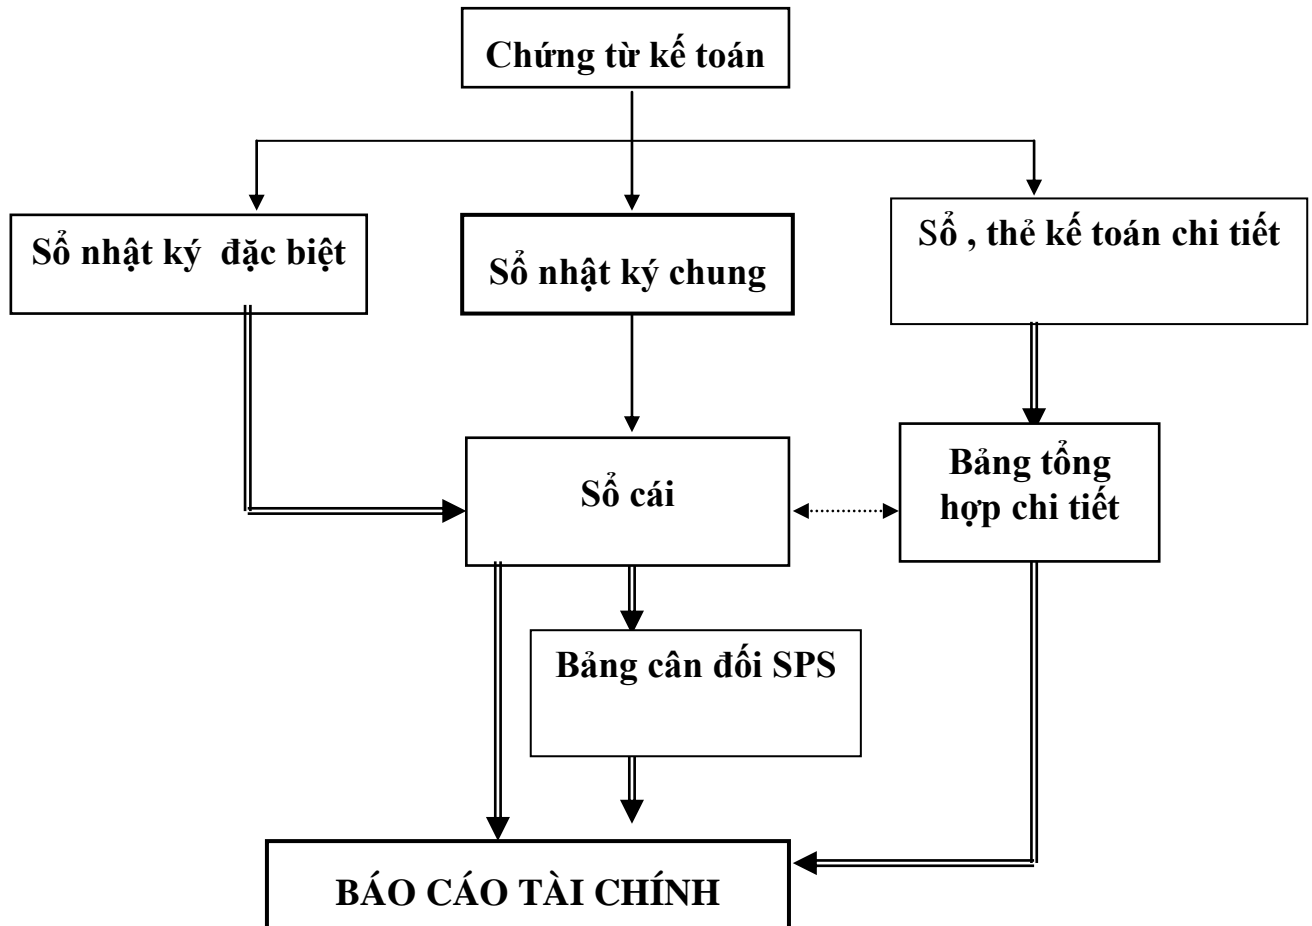 Chứng từ kế toán
Sổ nhật ký đặc biệt
Sổ nhật ký chung
Sổ , thẻ kế toán chi tiết
Sổ cái
Bảng tổng
hợp chi tiết
Bảng cân đối SPS
BÁO CÁO TÀI CHÍNH